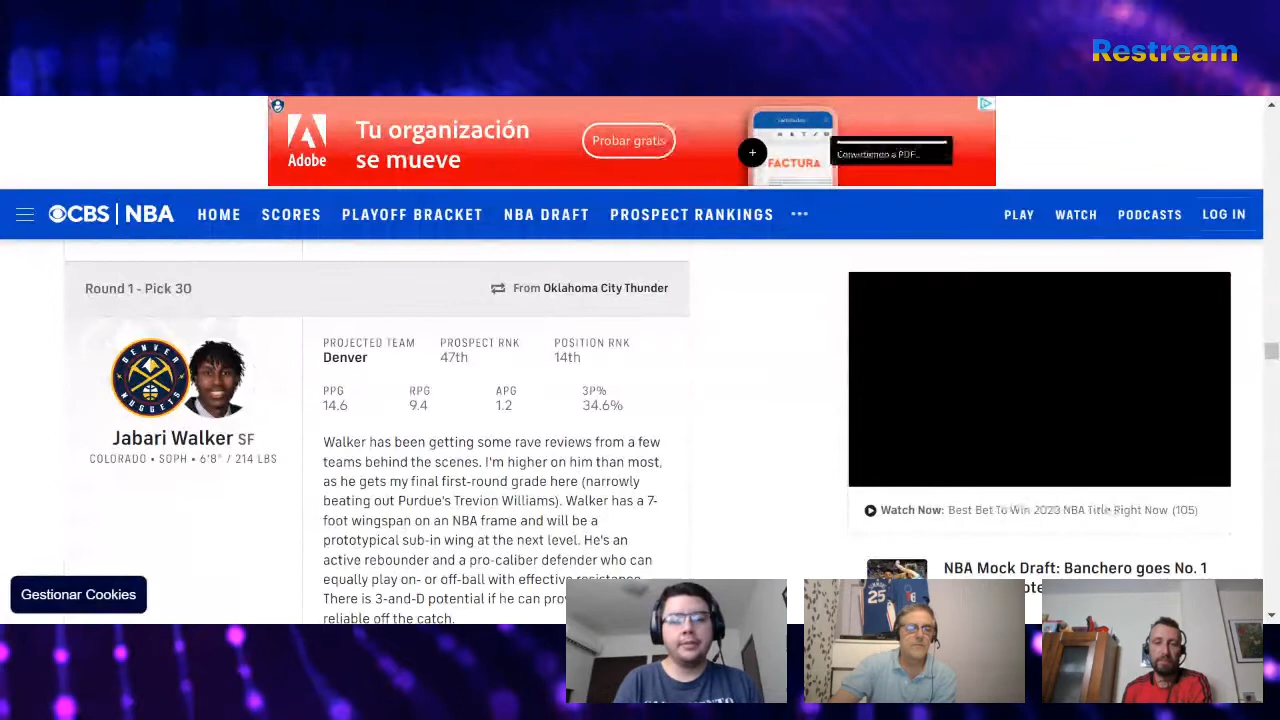 Restream
Adobe
Tu organización
se mueve
Probar gratis
FACTURA
Convirtiendo a PDF...
CBS | NBA
HOME
SCORES
PLAYOFF BRACKET
NBA DRAFT
PROSPECT RANKINGS
•••
PLAY
WATCH
PODCASTS
LOG IN
Round 1 - Pick 30
From Oklahoma City Thunder
DENVER
NUGGETS
Jabari Walker SF
COLORADO • SOPH • 6'8" / 214 LBS
PROJECTED TEAM PROSPECT RNK POSITION RNK
Denver 47th 14th
PPG RPG APG 3P%
14.6 9.4 1.2 34.6%
Walker has been getting some rave reviews from a few
teams behind the scenes. I'm higher on him than most,
as he gets my final first-round grade here (narrowly
beating out Purdue's Trevion Williams). Walker has a 7-
foot wingspan on an NBA frame and will be a
prototypical sub-in wing at the next level. He's an
active rebounder and a pro-caliber defender who can
equally play on- or off-ball with effective resistance.
There is 3-and-D potential if he can
reliable off the catch.
Watch Now: Best Bet To Win NBA Title Right Now
NBA Mock Draft: Banchero goes No. 1
25
Gestionar Cookies